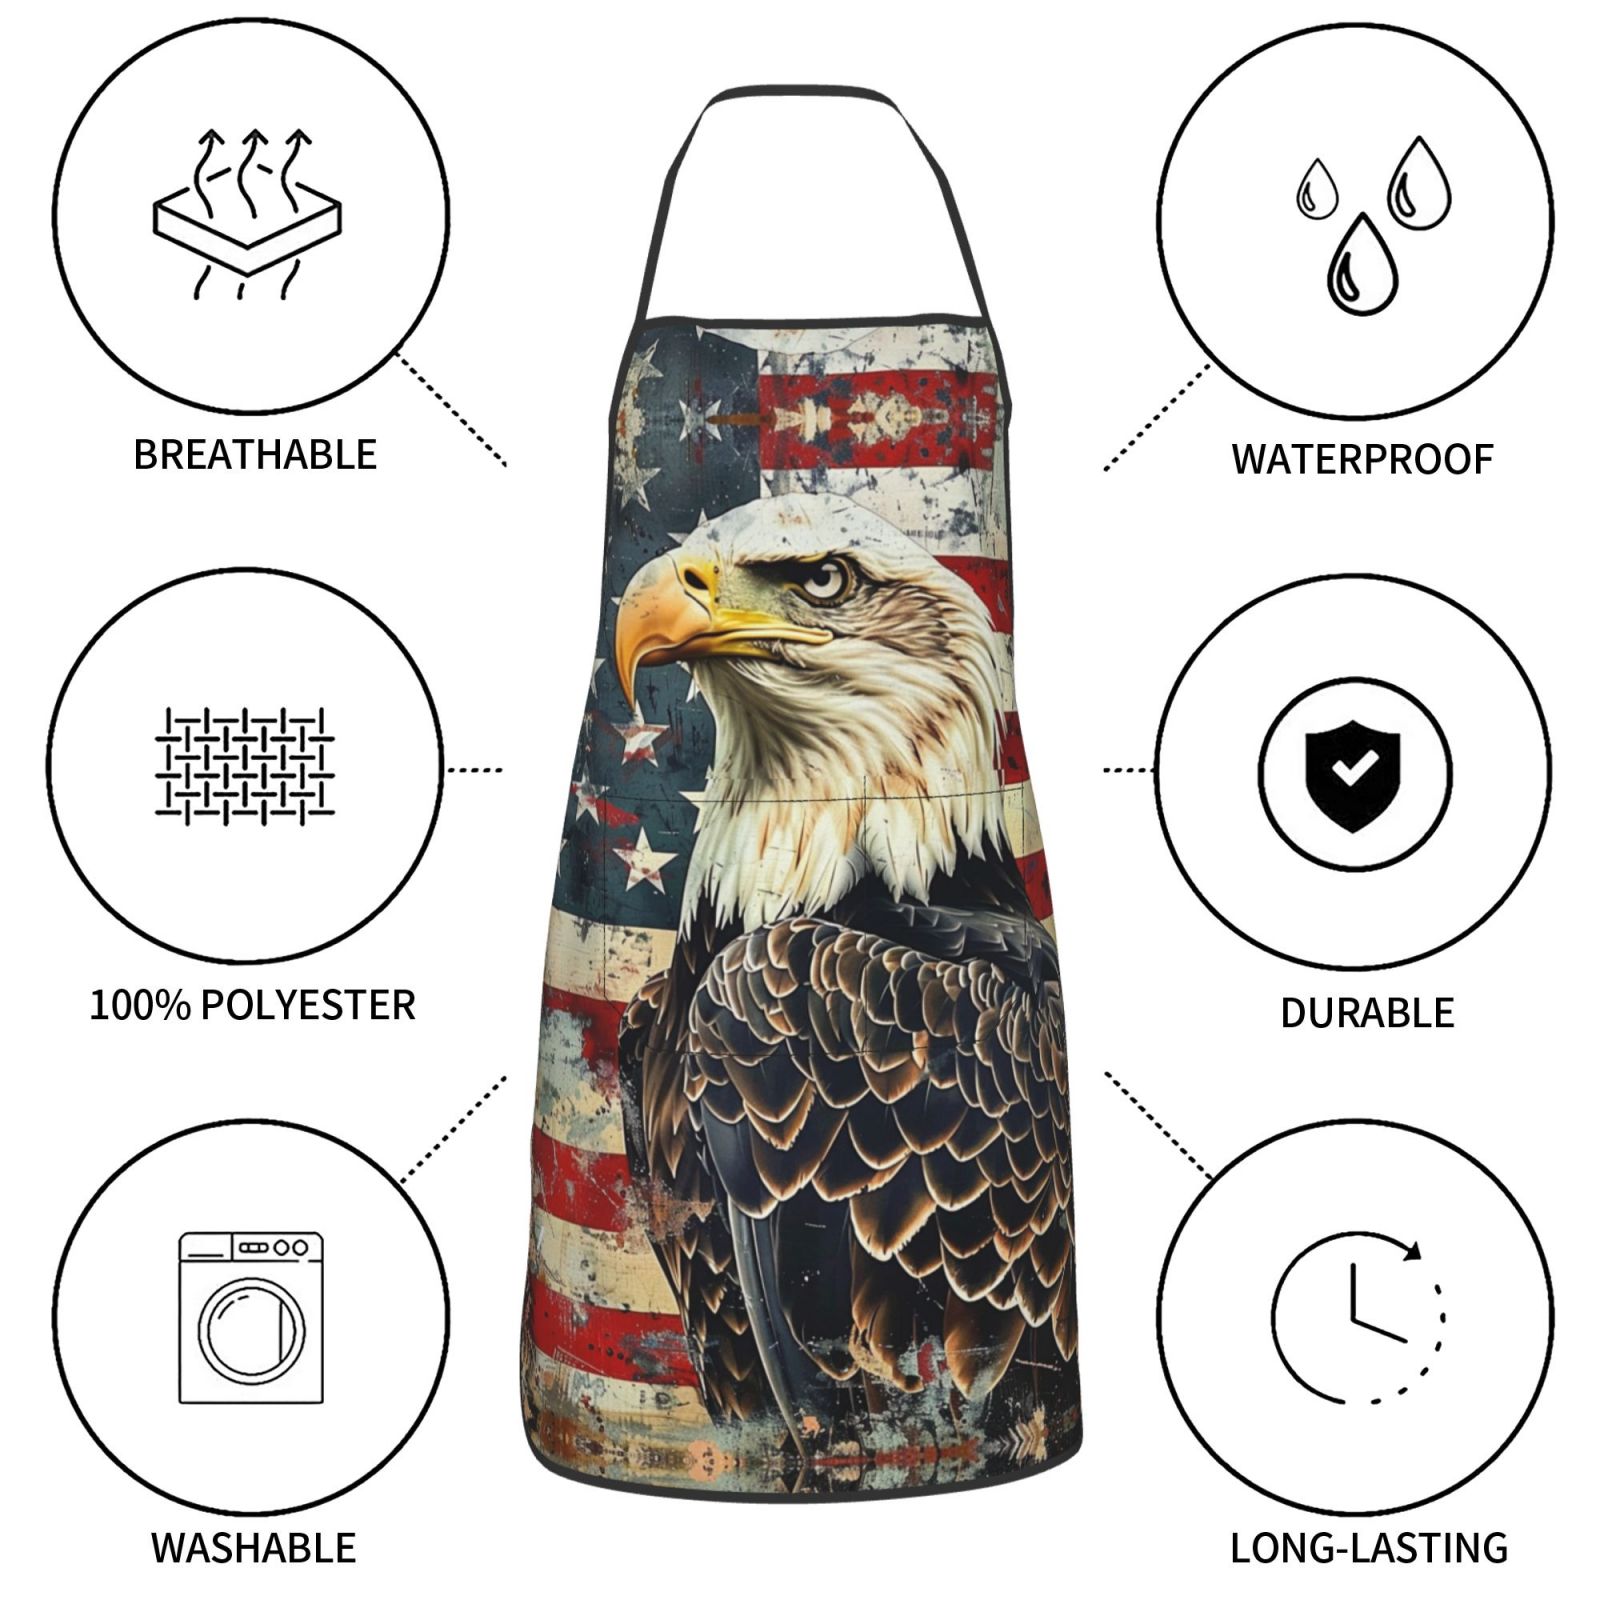 BREATHABLE
WATERPROOF
100% POLYESTER
DURABLE
WASHABLE
LONG-LASTING